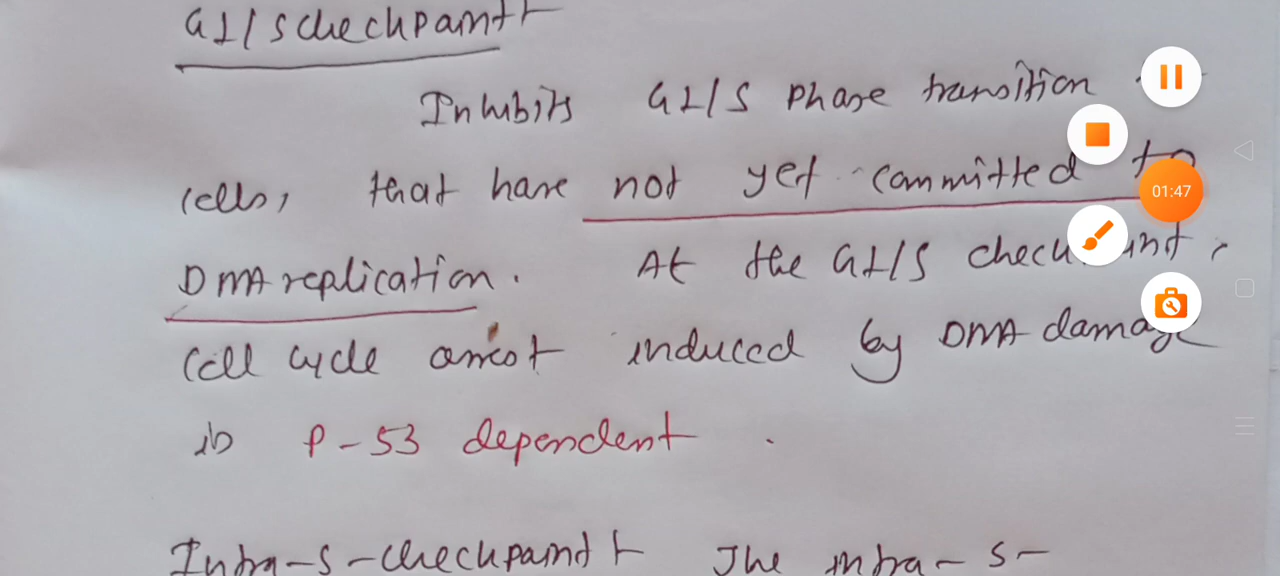 G1/S checkpoint
Inhibits G1/S phase transition
cells, that have not yet committed to
DNA replication. At the G1/S
cell cycle arrest induced by DNA damage
is P-53 dependent.
Intra-S-checkpoint The intra-S-
01:47